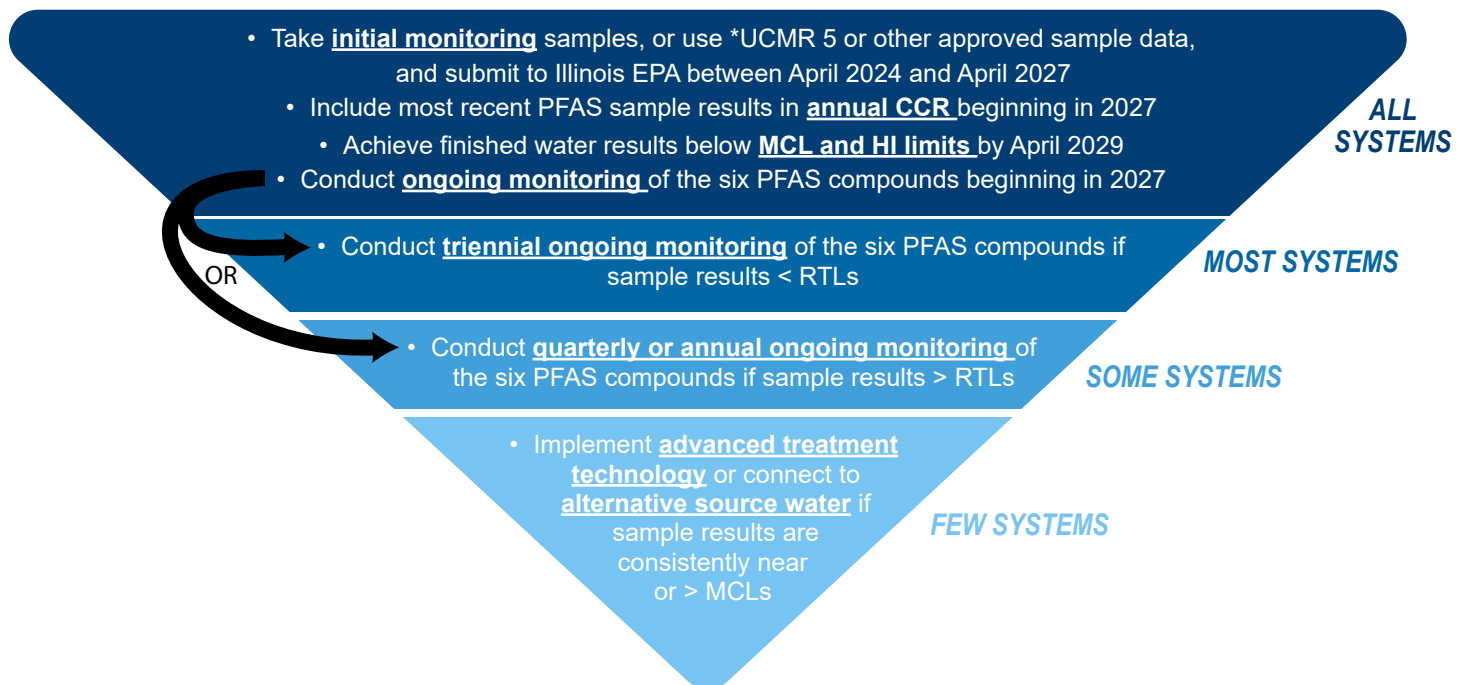 • Take initial monitoring samples, or use *UCMR 5 or other approved sample data,
and submit to Illinois EPA between April 2024 and April 2027
• Include most recent PFAS sample results in annual CCR beginning in 2027
• Achieve finished water results below MCL and HI limits by April 2029
• Conduct ongoing monitoring of the six PFAS compounds beginning in 2027
ALL
SYSTEMS
OR
• Conduct triennial ongoing monitoring of the six PFAS compounds if
sample results < RTLs
MOST SYSTEMS
• Conduct quarterly or annual ongoing monitoring of
the six PFAS compounds if sample results > RTLs
SOME SYSTEMS
• Implement advanced treatment
technology or connect to
alternative source water if
sample results are
consistently near
or > MCLs
FEW SYSTEMS